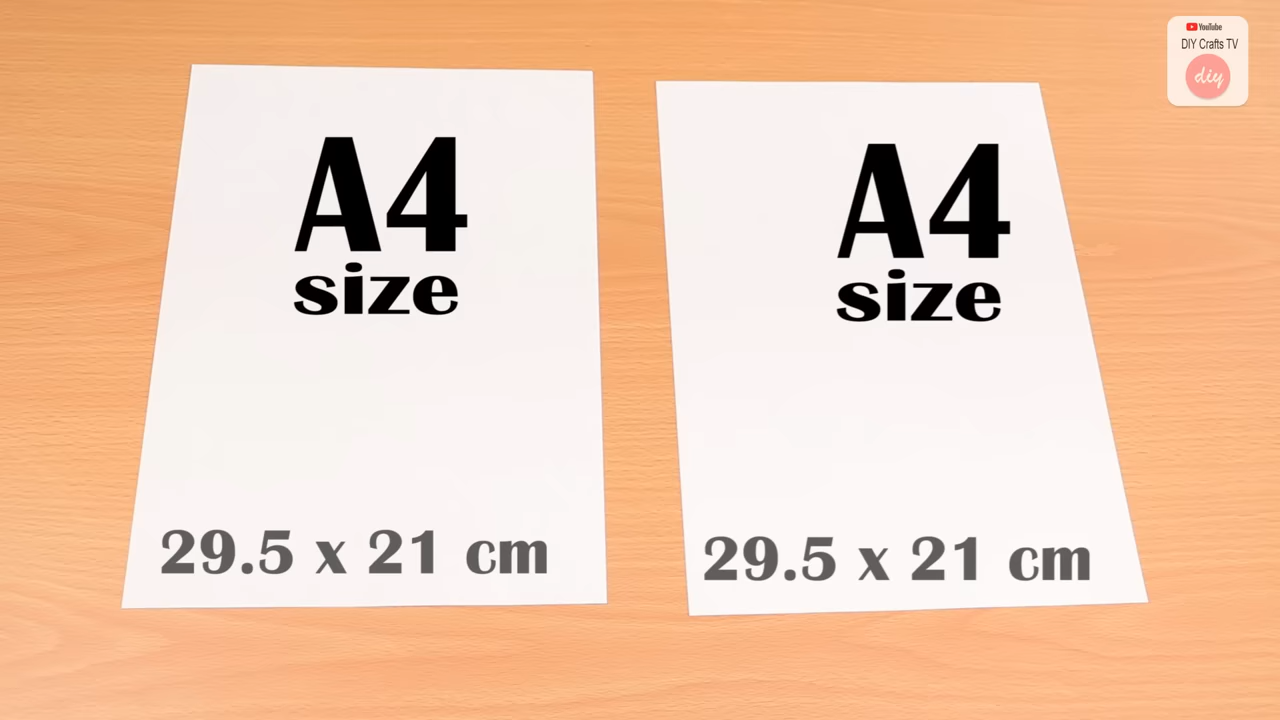 A4
size
29.5 x 21 cm
A4
size
29.5 x 21 cm
YouTube
DIY Crafts TV
diy